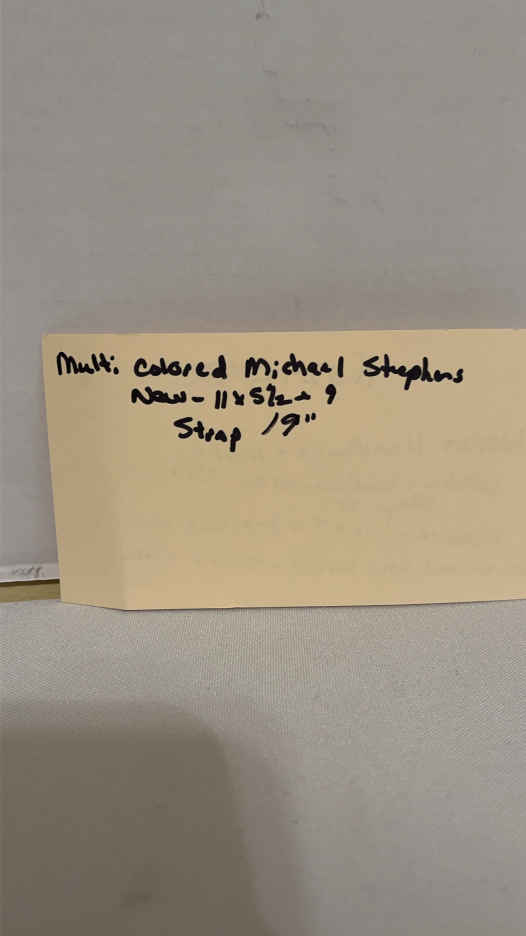 Multi Colored Michael Stephens
New - 11 x 5½ x 9
Strap 19"